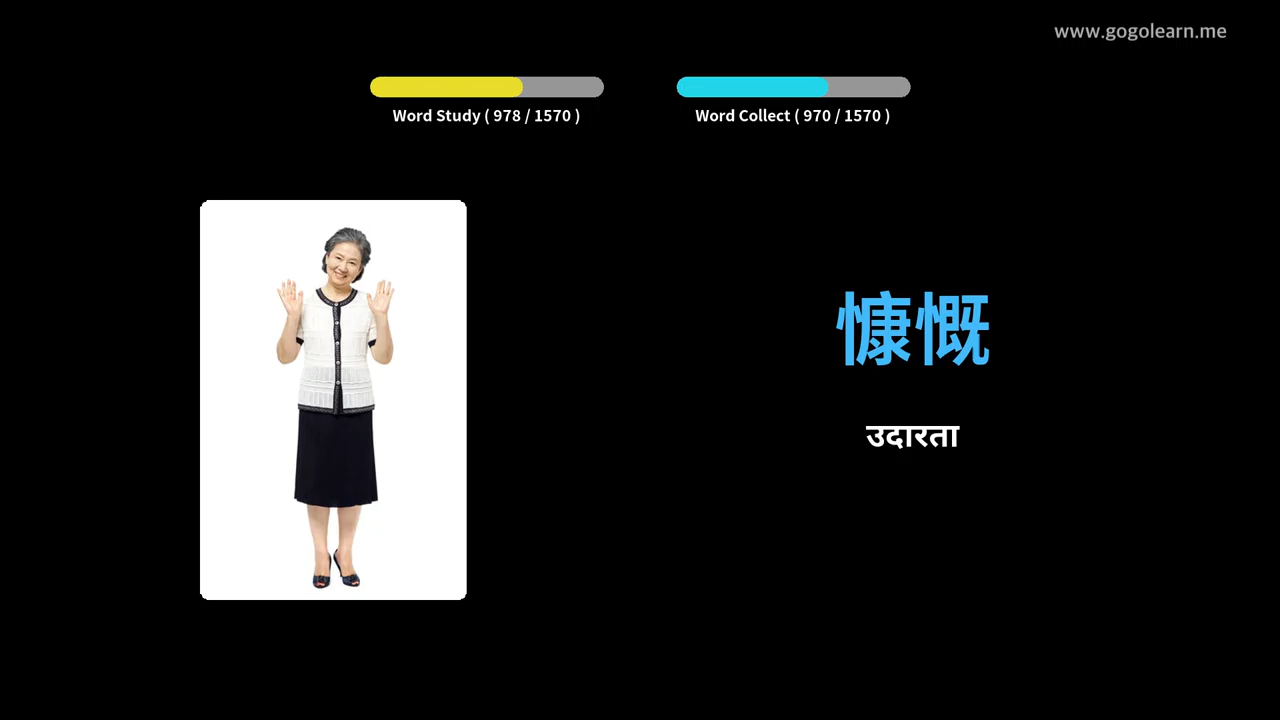 www.gogolearn.me
Word Study ( 978 / 1570 )
Word Collect ( 970 / 1570 )
慷慨
उदारता